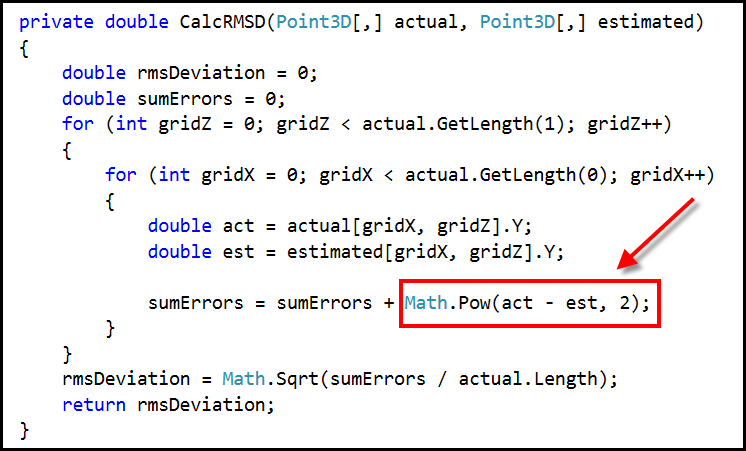 private double CalcRMSD(Point3D[,] actual, Point3D[,] estimated)
{
    double rmsDeviation = 0;
    double sumErrors = 0;
    for (int gridZ = 0; gridZ < actual.GetLength(1); gridZ++)
    {
        for (int gridX = 0; gridX < actual.GetLength(0); gridX++)
        {
            double act = actual[gridX, gridZ].Y;
            double est = estimated[gridX, gridZ].Y;

            sumErrors = sumErrors + Math.Pow(act - est, 2);
        }
    }
    rmsDeviation = Math.Sqrt(sumErrors / actual.Length);
    return rmsDeviation;
}